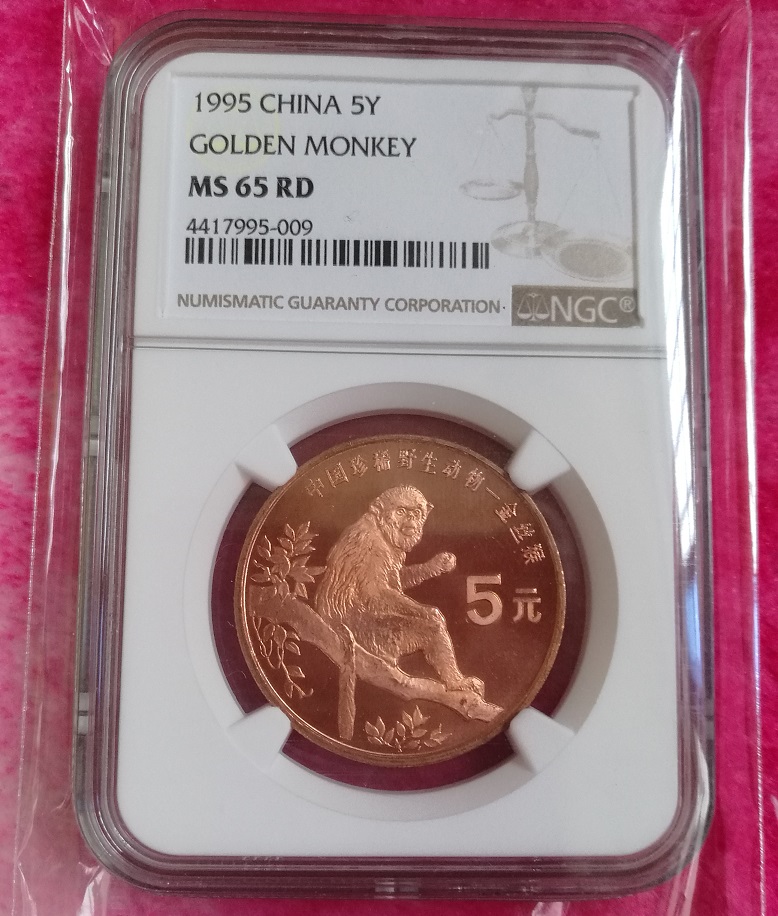 1995 CHINA 5Y
GOLDEN MONKEY
MS 65 RD
4417995-009
NUMISMATIC GUARANTY CORPORATION·
NGC®
中国珍稀野生动物—金丝猴
5元